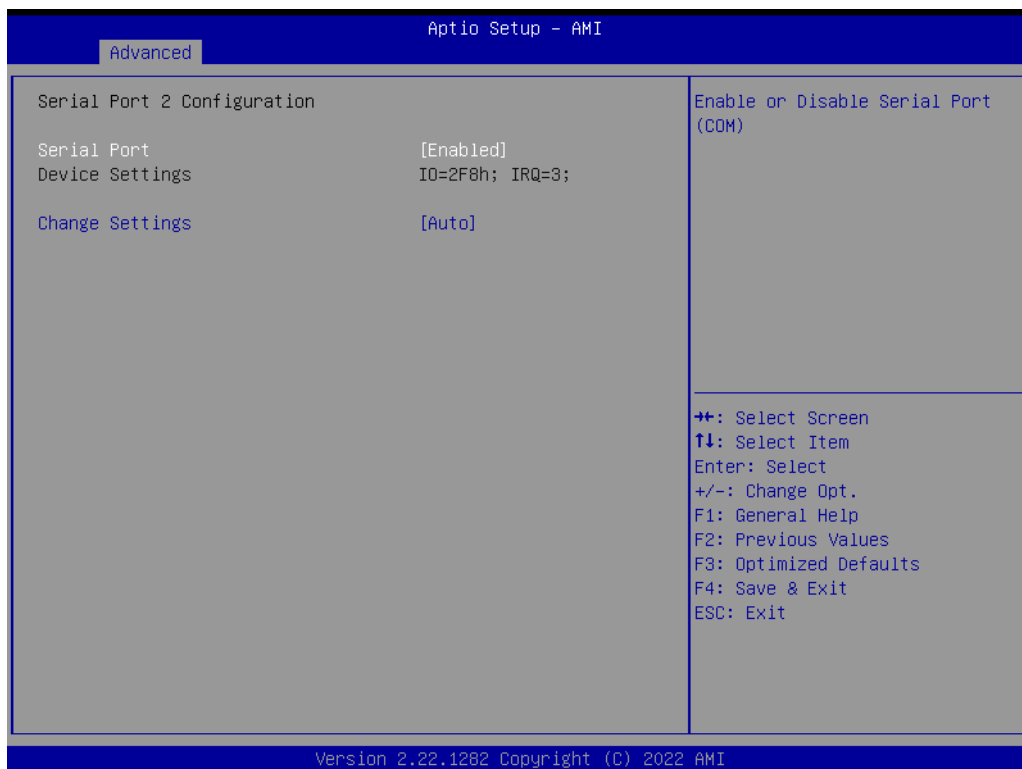 Aptio Setup – AMI
Advanced
Serial Port 2 Configuration
Serial Port [Enabled]
Device Settings IO=2F8h; IRQ=3;
Change Settings [Auto]
Enable or Disable Serial Port
(COM)
→←: Select Screen
↑↓: Select Item
Enter: Select
+/-: Change Opt.
F1: General Help
F2: Previous Values
F3: Optimized Defaults
F4: Save & Exit
ESC: Exit
Version 2.22.1282 Copyright (C) 2022 AMI